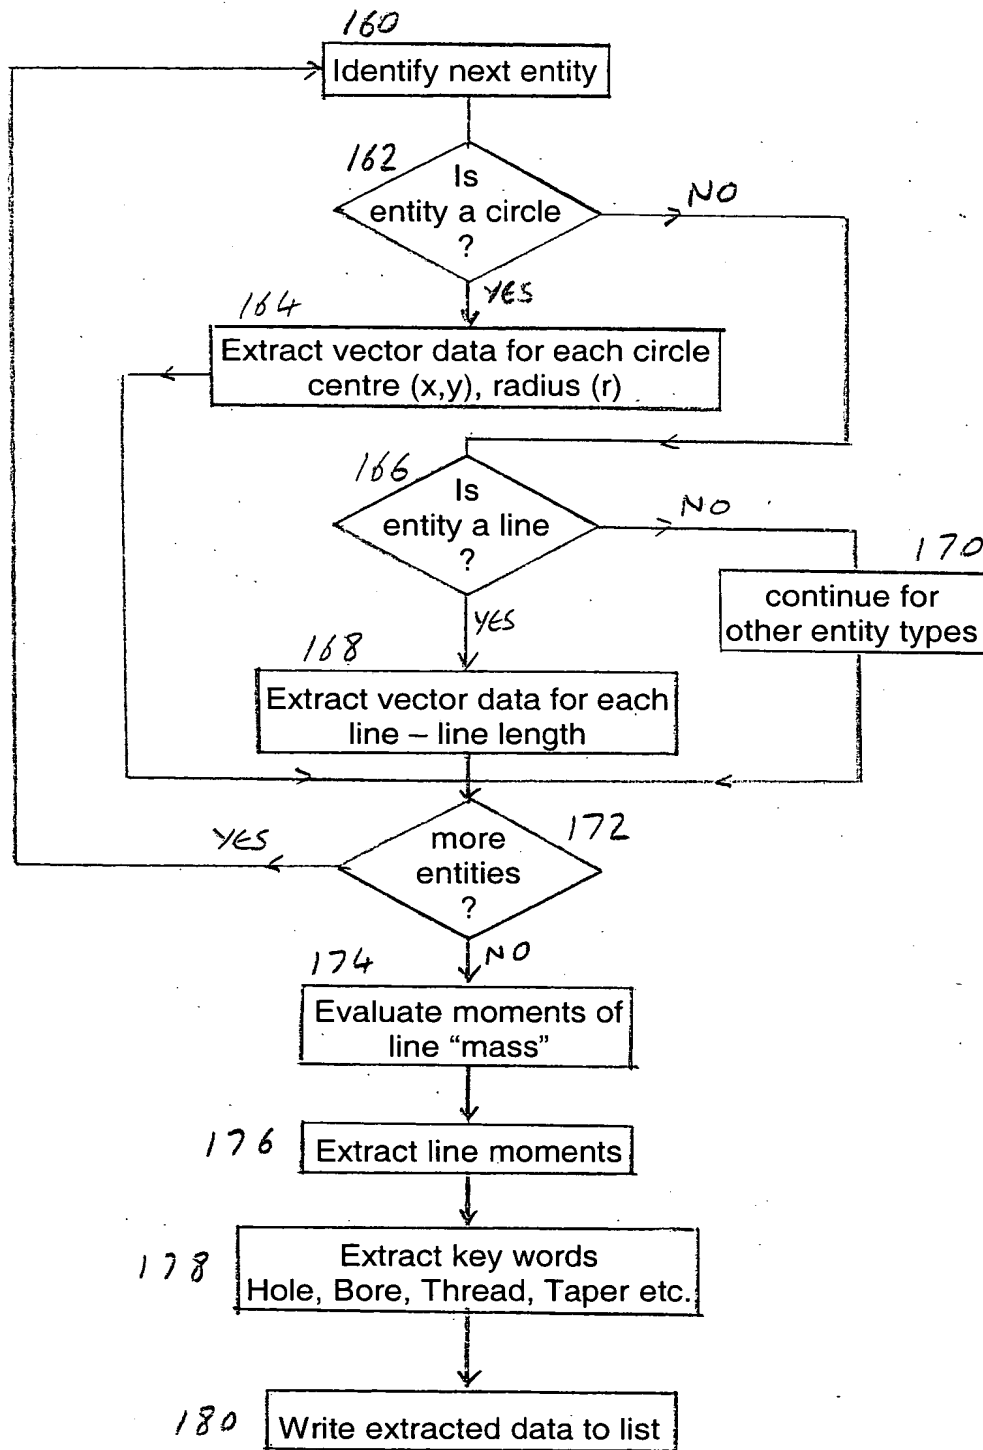 160
Identify next entity
162
Is
entity a circle
?
NO
YES
164
Extract vector data for each circle
centre (x,y), radius (r)
166
Is
entity a line
?
NO
170
continue for
other entity types
YES
168
Extract vector data for each
line – line length
172
more
entities
?
YES
NO
174
Evaluate moments of
line “mass”
176
Extract line moments
178
Extract key words
Hole, Bore, Thread, Taper etc.
180
Write extracted data to list